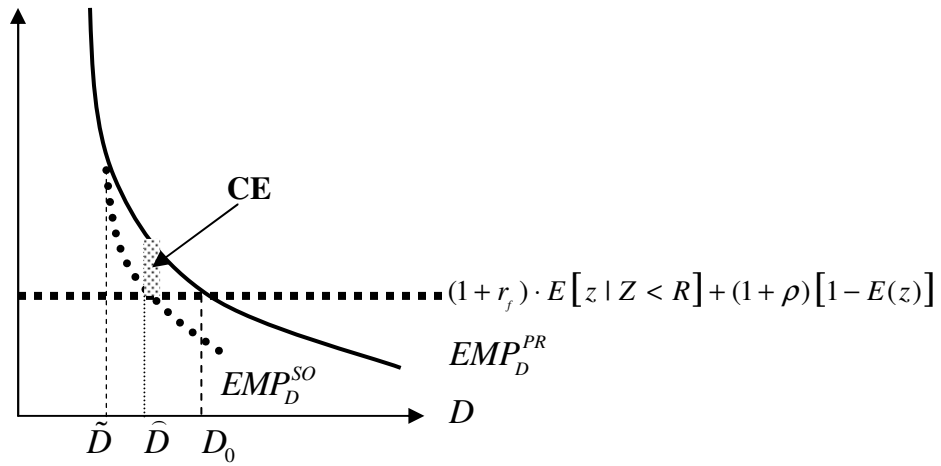 CE
(1 + r_f) · E[z | Z < R] + (1 + ρ)[1 − E(z)]
EMP_D^{PR}
EMP_D^{SO}
D
D̃ D̂ D_0